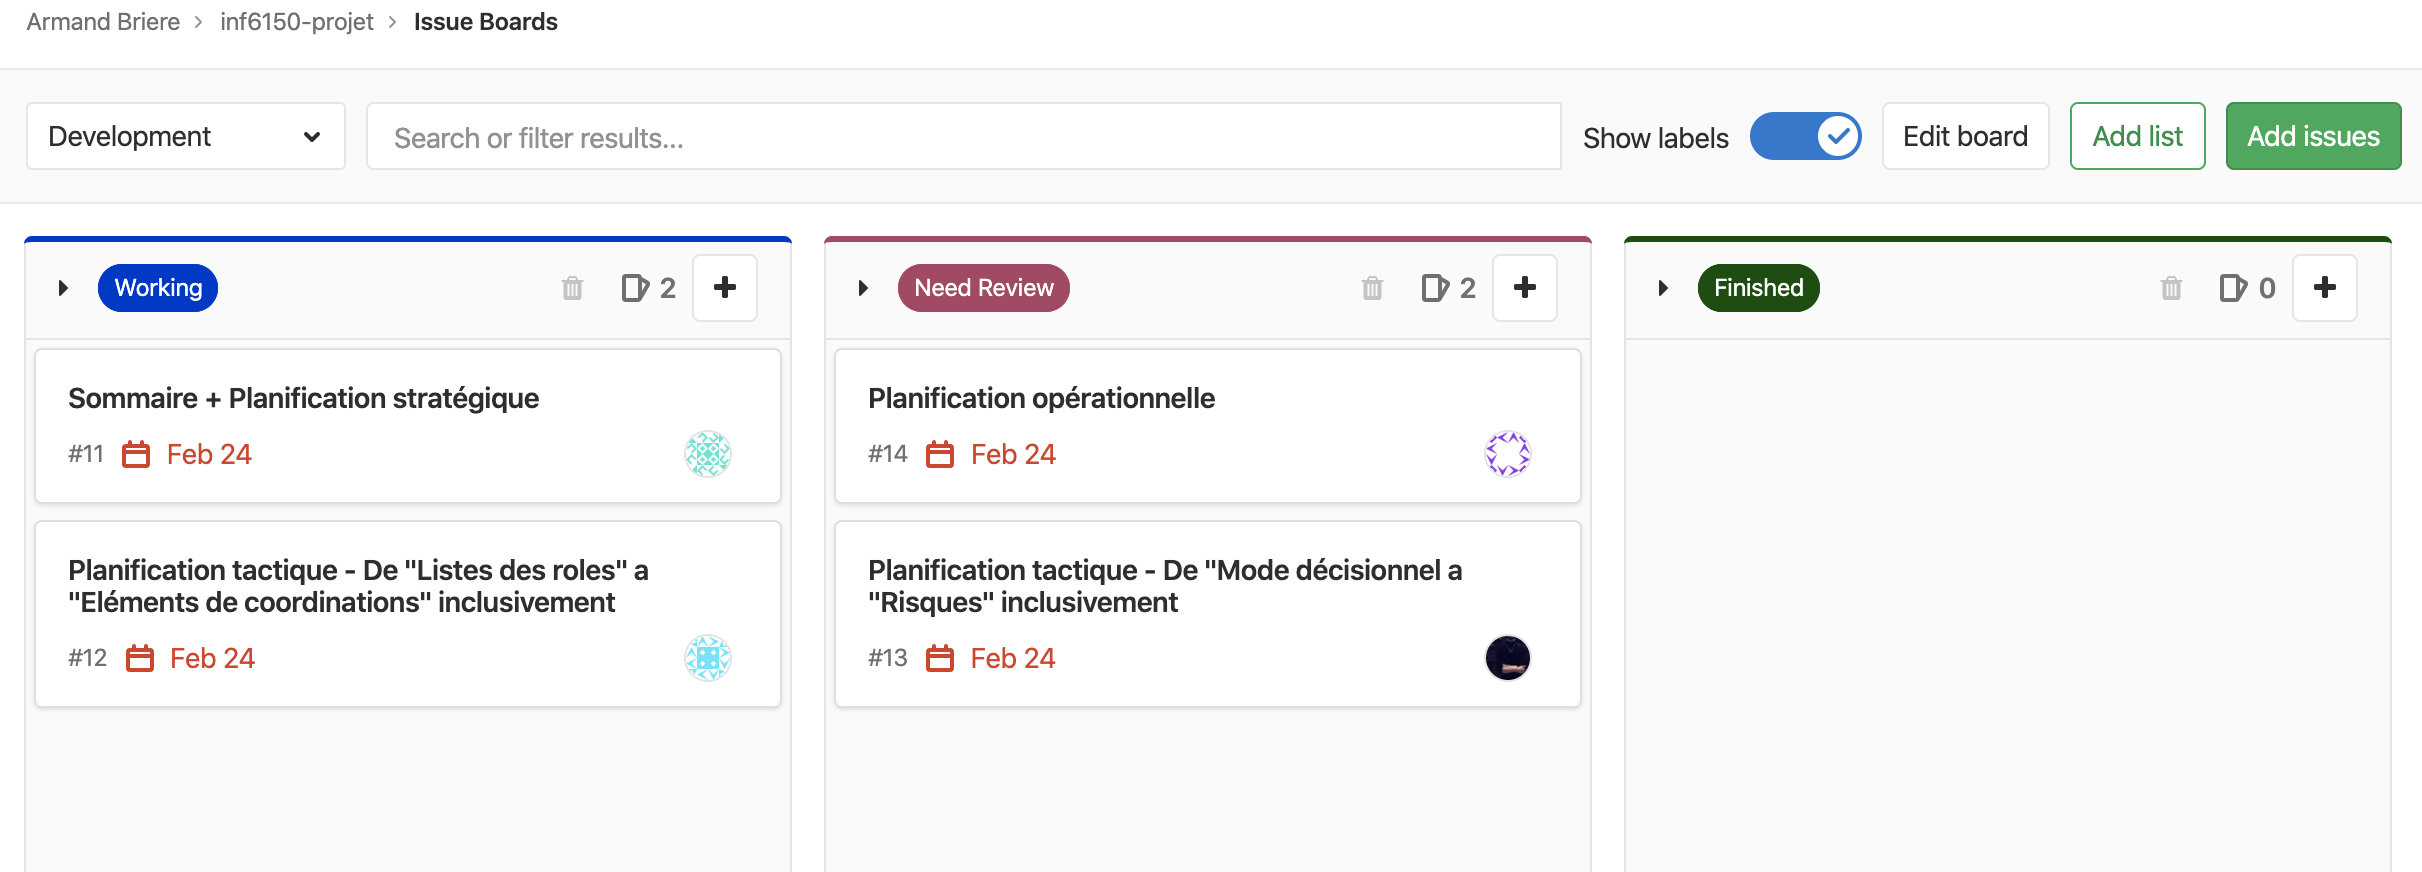 Armand Briere > inf6150-projet > Issue Boards
Development
Search or filter results...
Show labels
Edit board
Add list
Add issues
Working
2
Sommaire + Planification stratégique
#11 Feb 24
Planification tactique - De "Listes des roles" a
"Eléments de coordinations" inclusivement
#12 Feb 24
Need Review
2
Planification opérationnelle
#14 Feb 24
Planification tactique - De "Mode décisionnel a
"Risques" inclusivement
#13 Feb 24
Finished
0